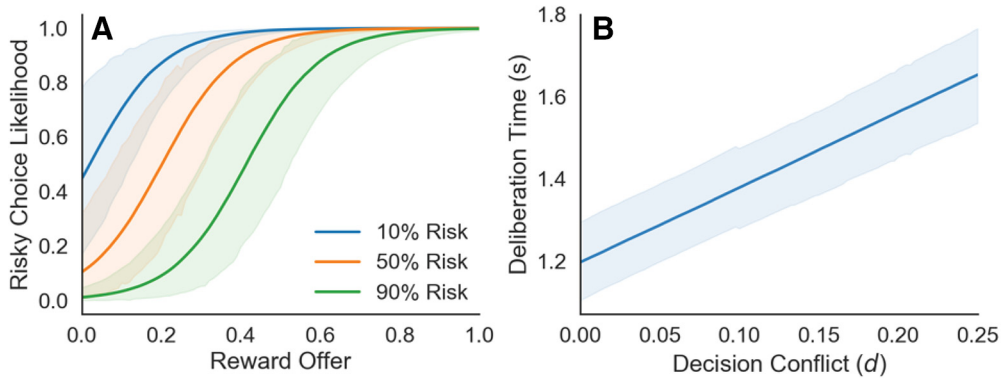 A
Risky Choice Likelihood
1.0
0.8
0.6
0.4
0.2
0.0
10% Risk
50% Risk
90% Risk
0.0 0.2 0.4 0.6 0.8 1.0
Reward Offer
B
Deliberation Time (s)
1.8
1.6
1.4
1.2
0.00 0.05 0.10 0.15 0.20 0.25
Decision Conflict (d)